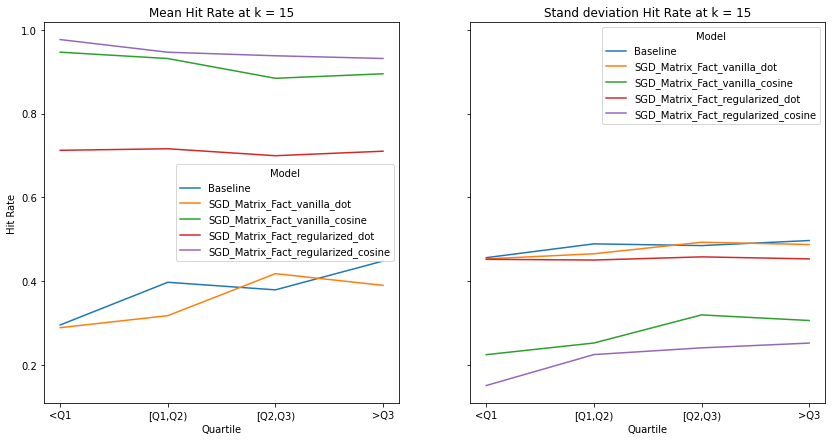 Mean Hit Rate at k = 15
Hit Rate
1.0
0.8
0.6
0.4
0.2
Model
Baseline
SGD_Matrix_Fact_vanilla_dot
SGD_Matrix_Fact_vanilla_cosine
SGD_Matrix_Fact_regularized_dot
SGD_Matrix_Fact_regularized_cosine
<Q1
[Q1,Q2)
[Q2,Q3)
>Q3
Quartile
Stand deviation Hit Rate at k = 15
Model
Baseline
SGD_Matrix_Fact_vanilla_dot
SGD_Matrix_Fact_vanilla_cosine
SGD_Matrix_Fact_regularized_dot
SGD_Matrix_Fact_regularized_cosine
<Q1
[Q1,Q2)
[Q2,Q3)
>Q3
Quartile